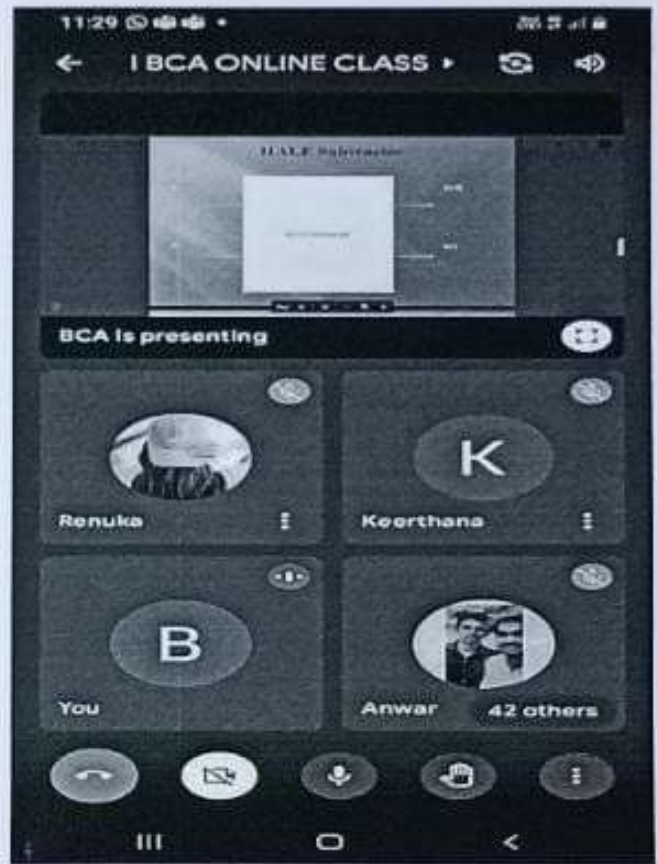 11:29
I BCA ONLINE CLASS
HALF Subtractor
BCA is presenting
K
Renuka
Keerthana
B
You
Anwar
42 others